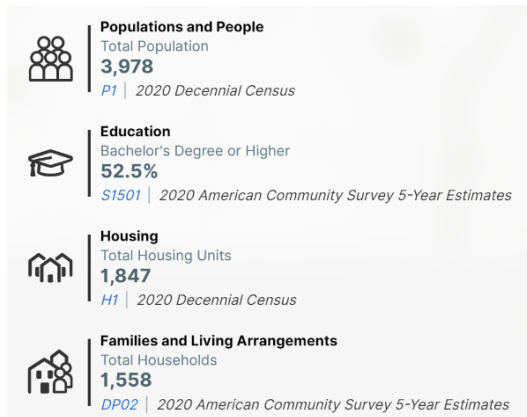 Populations and People
Total Population
3,978
P1 | 2020 Decennial Census
Education
Bachelor's Degree or Higher
52.5%
S1501 | 2020 American Community Survey 5-Year Estimates
Housing
Total Housing Units
1,847
H1 | 2020 Decennial Census
Families and Living Arrangements
Total Households
1,558
DP02 | 2020 American Community Survey 5-Year Estimates